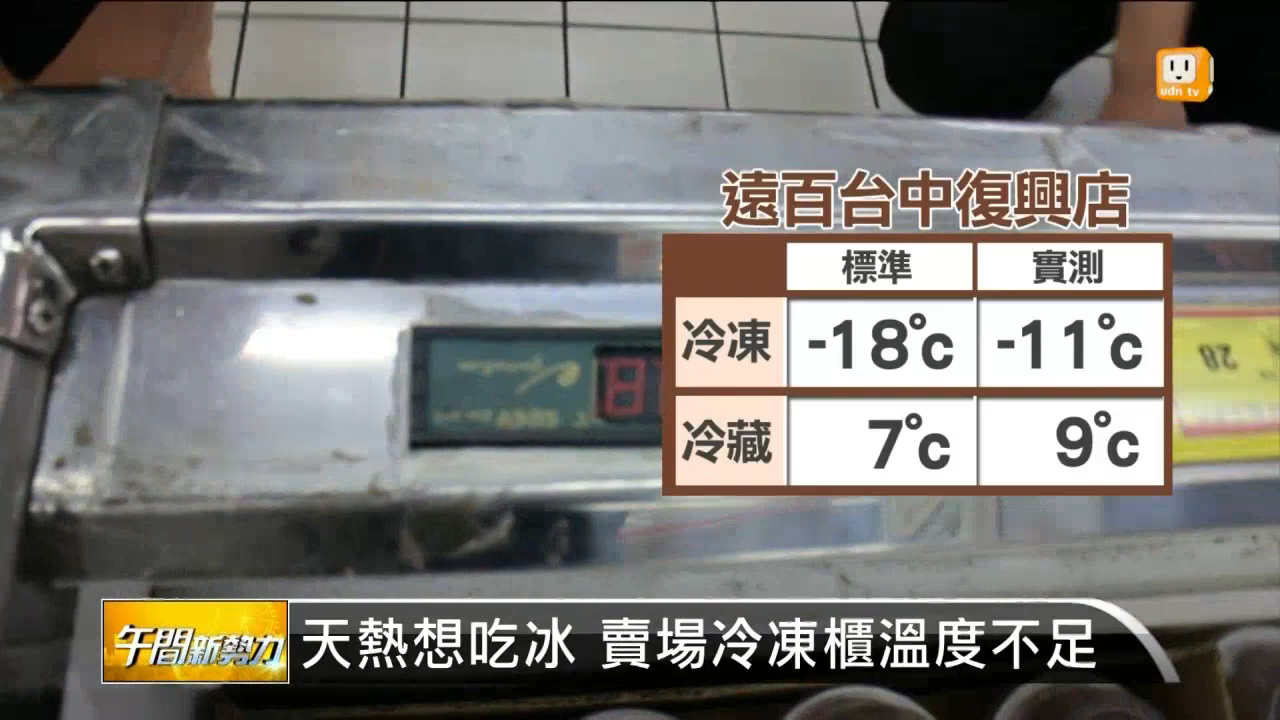 udn tv
遠百台中復興店
標準 實測
冷凍 -18℃ -11℃
冷藏 7℃ 9℃
28
午間新勢力
天熱想吃冰 賣場冷凍櫃溫度不足